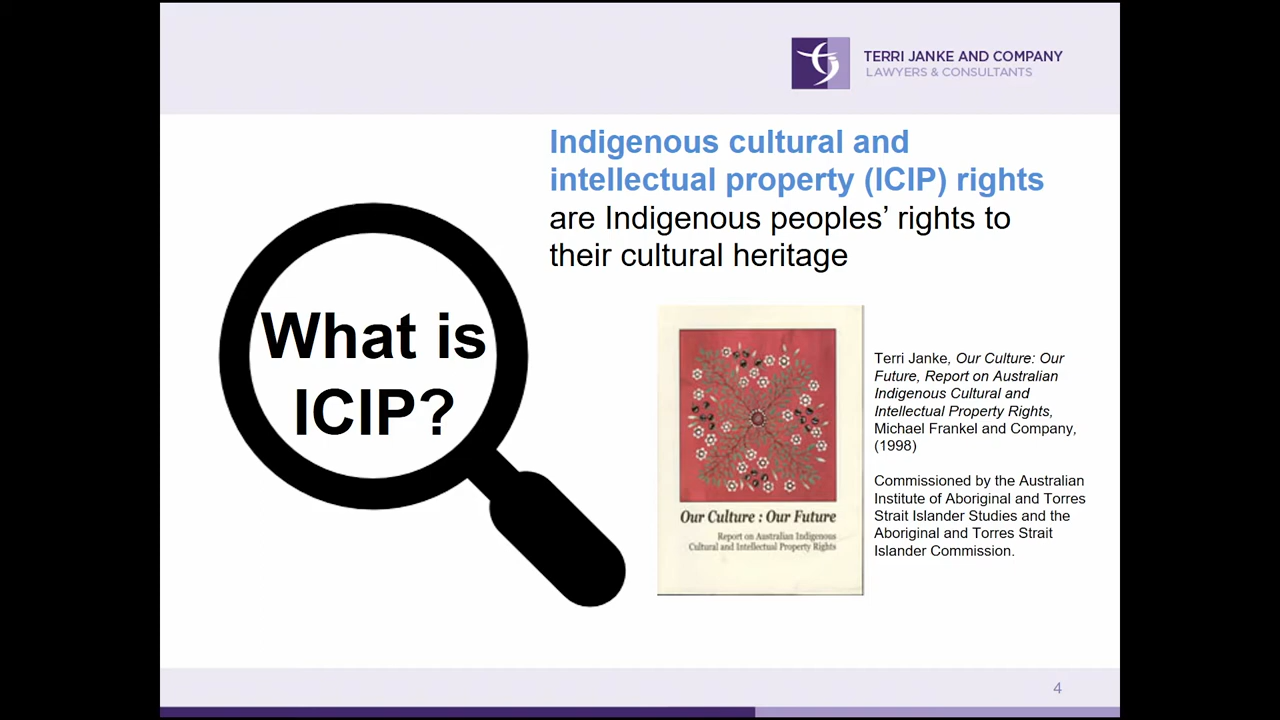 TERRI JANKE AND COMPANY
LAWYERS & CONSULTANTS
Indigenous cultural and
intellectual property (ICIP) rights
are Indigenous peoples’ rights to
their cultural heritage
What is
ICIP?
Our Culture : Our Future
Report on Australian Indigenous
Cultural and Intellectual Property Rights
Terri Janke, Our Culture: Our
Future, Report on Australian
Indigenous Cultural and
Intellectual Property Rights,
Michael Frankel and Company,
(1998)
Commissioned by the Australian
Institute of Aboriginal and Torres
Strait Islander Studies and the
Aboriginal and Torres Strait
Islander Commission.
4